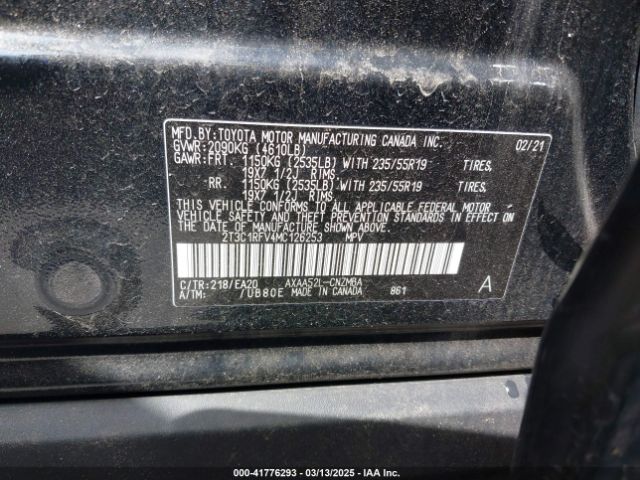 MFD.BY:TOYOTA MOTOR MANUFACTURING CANADA INC. 02/21
GVWR:2090KG (4610LB)
GAWR:FRT. 1150KG (2535LB) WITH 235/55R19 TIRES,
19X7 1/2J RIMS
RR. 1150KG (2535LB) WITH 235/55R19 TIRES,
19X7 1/2J RIMS
THIS VEHICLE CONFORMS TO ALL APPLICABLE FEDERAL MOTOR
VEHICLE SAFETY AND THEFT PREVENTION STANDARDS IN EFFECT ON
THE DATE OF MANUFACTURE SHOWN ABOVE.
2T3C1RFV4MC126253 MPV
C/TR:218/EA20 AXAA52L-CNZMBA A
A/TM: /UB80E MADE IN CANADA 861
000-41776293 - 03/13/2025 - IAA Inc.